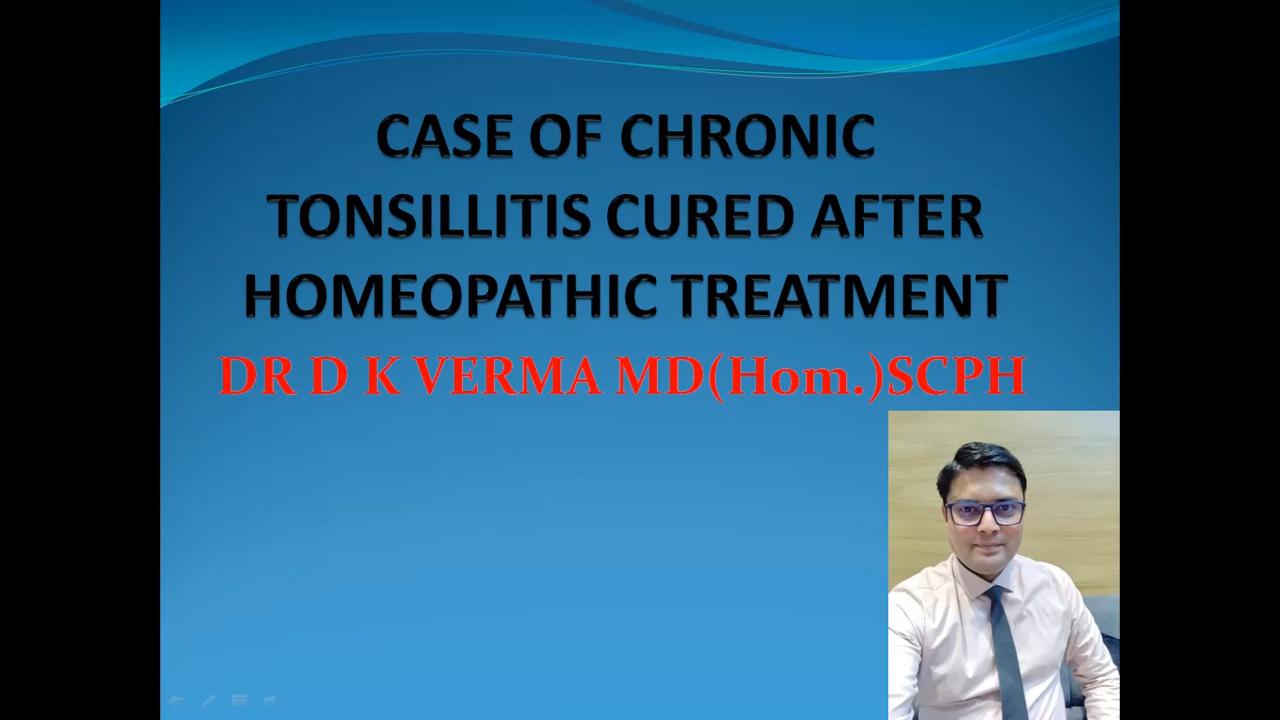 CASE OF CHRONIC
TONSILLITIS CURED AFTER
HOMEOPATHIC TREATMENT
DR D K VERMA MD(Hom.)SCPH